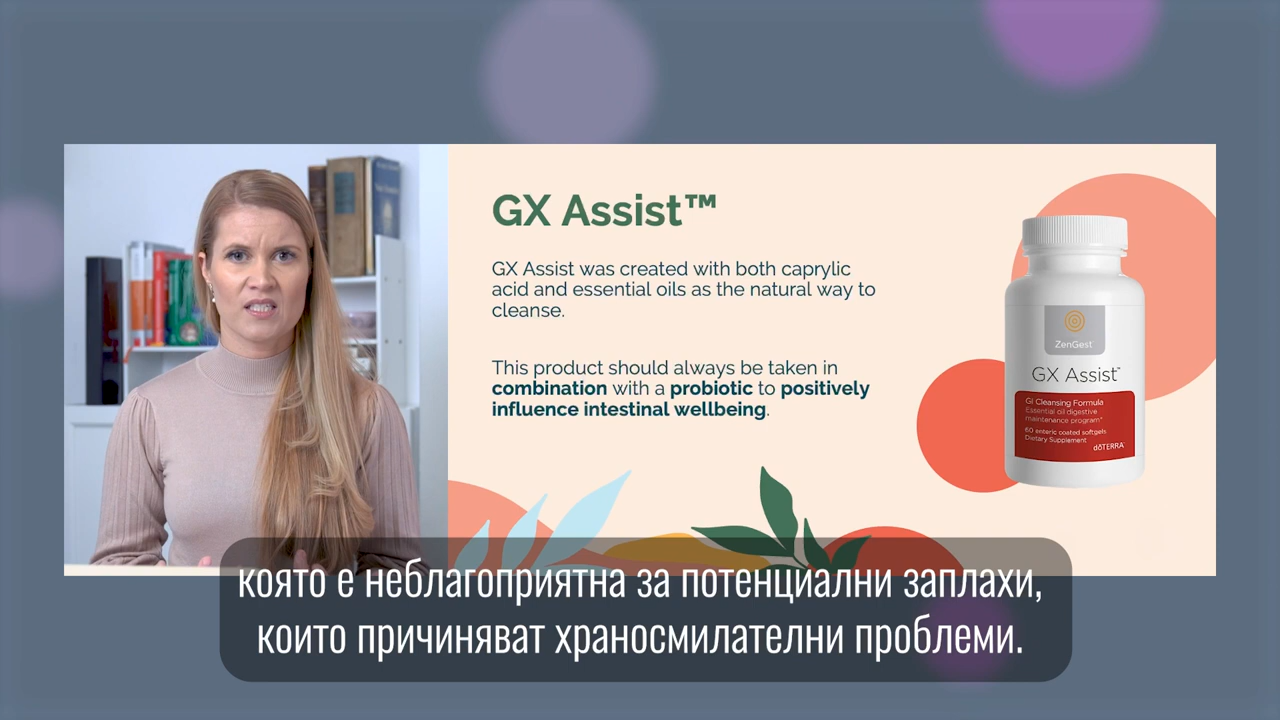 GX Assist™
GX Assist was created with both caprylic
acid and essential oils as the natural way to
cleanse.
This product should always be taken in
combination with a probiotic to positively
influence intestinal wellbeing.
ZenGest™
GX Assist™
GI Cleansing Formula
Essential oil digestive
maintenance program*
60 enteric coated softgels
Dietary Supplement
dōTERRA
която е неблагоприятна за потенциални заплахи,
които причиняват храносмилателни проблеми.